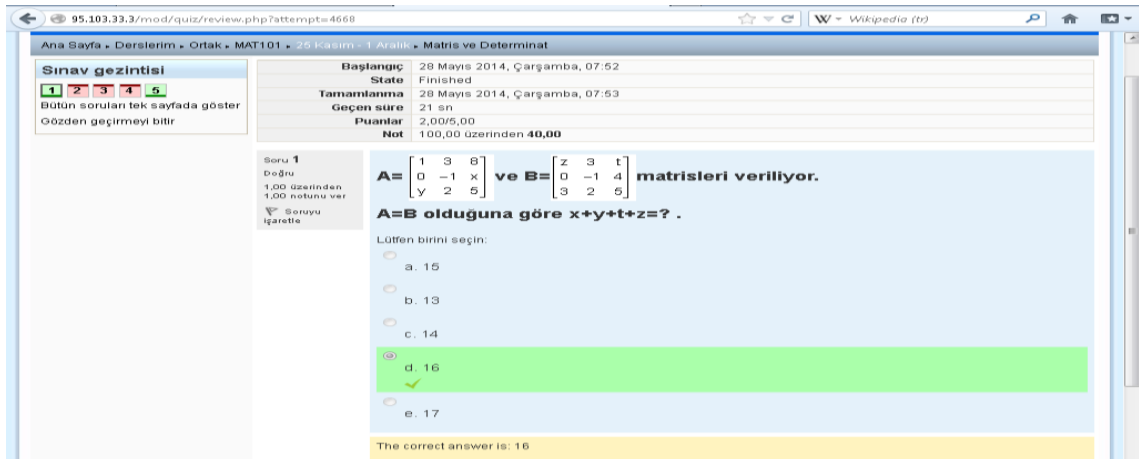 95.103.33.3/mod/quiz/review.php?attempt=4668
W - Wikipedia (tr)
Ana Sayfa ▸ Derslerim ▸ Ortak ▸ MAT101 ▸ 25 Kasım - 1 Aralık ▸ Matris ve Determinat
Sınav gezintisi
1 2 3 4 5
Bütün soruları tek sayfada göster
Gözden geçirmeyi bitir
Başlangıç 28 Mayıs 2014, Çarşamba, 07:52
State Finished
Tamamlanma 28 Mayıs 2014, Çarşamba, 07:53
Geçen süre 21 sn
Puanlar 2,00/5,00
Not 100,00 üzerinden 40,00
Soru 1
Doğru
1,00 üzerinden
1,00 notunu ver
Soruyu
işaretle
A= [1 3 8
0 -1 x
y 2 5] ve B= [z 3 t
0 -1 4
3 2 5] matrisleri veriliyor.
A=B olduğuna göre x+y+t+z=? .
Lütfen birini seçin:
a. 15
b. 13
c. 14
d. 16
e. 17
The correct answer is: 16